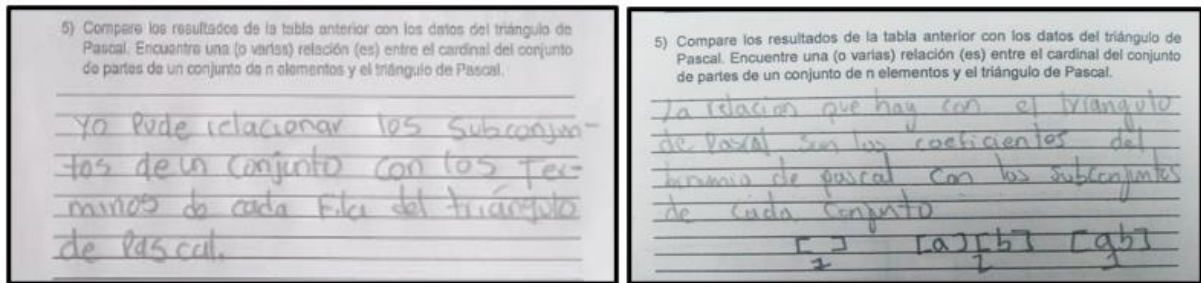 5) Compare los resultados de la tabla anterior con los datos del triángulo de
Pascal. Encuentre una (o varias) relación (es) entre el cardinal del conjunto
de partes de un conjunto de n elementos y el triángulo de Pascal.
Yo Pude relacionar los Subconjun-
tos de un Conjunto con los Ter-
minos de cada Fila del triángulo
de Pascal.
5) Compare los resultados de la tabla anterior con los datos del triángulo de
Pascal. Encuentre una (o varias) relación (es) entre el cardinal del conjunto
de partes de un conjunto de n elementos y el triángulo de Pascal.
La relacion que hay con el triangulo
de Pascal son los coeficientes del
binomio de pascal con los subconjuntos
de cada conjunto
[ ] [a][b] [ab]
1 2 1